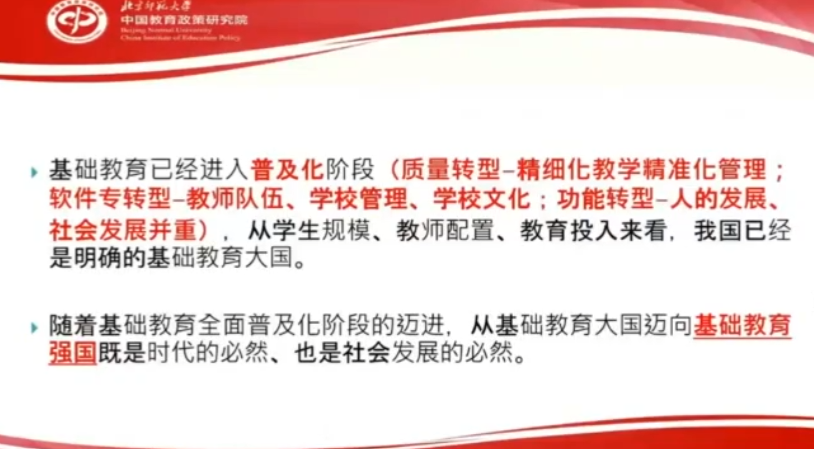 北京师范大学
中国教育政策研究院
Beijing Normal University
China Institute of Education Policy
基础教育已经进入普及化阶段（质量转型–精细化教学精准化管理；
软件专转型–教师队伍、学校管理、学校文化；功能转型–人的发展、
社会发展并重），从学生规模、教师配置、教育投入来看，我国已经
是明确的基础教育大国。
随着基础教育全面普及化阶段的迈进，从基础教育大国迈向基础教育
强国既是时代的必然、也是社会发展的必然。